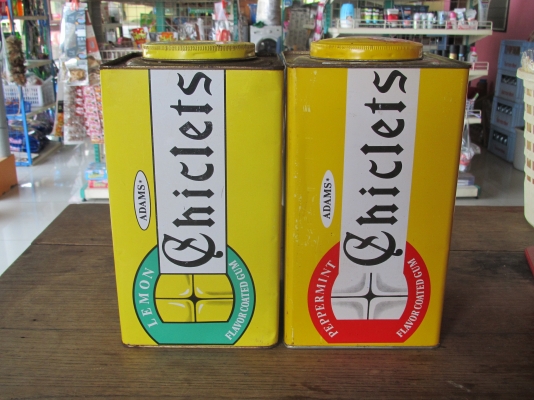 Chiclets
ADAMS
LEMON
FLAVOR COATED GUM
Chiclets
ADAMS
PEPPERMINT
FLAVOR COATED GUM